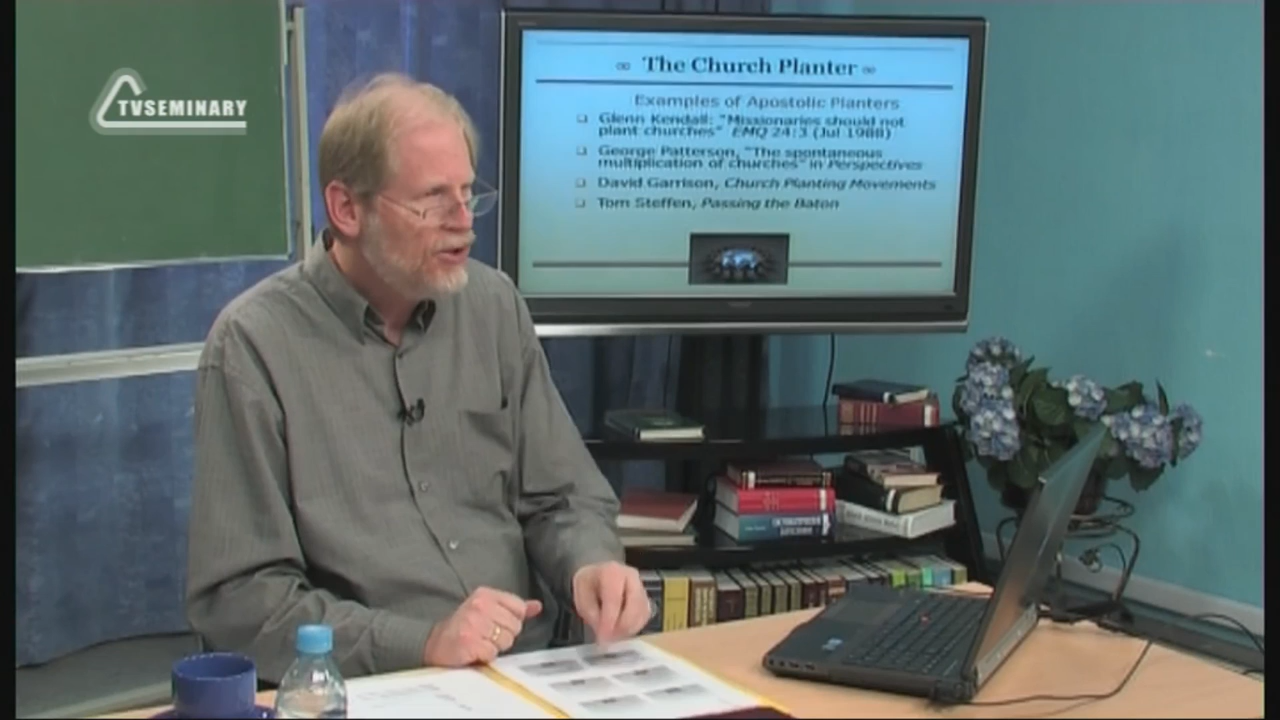 TVSEMINARY
The Church Planter
Examples of Apostolic Planters
Glenn Kendall: "Missionaries should not
plant churches" EMQ 24:3 (Jul 1988)
George Patterson, "The spontaneous
multiplication of churches" in Perspectives
David Garrison, Church Planting Movements
Tom Steffen, Passing the Baton